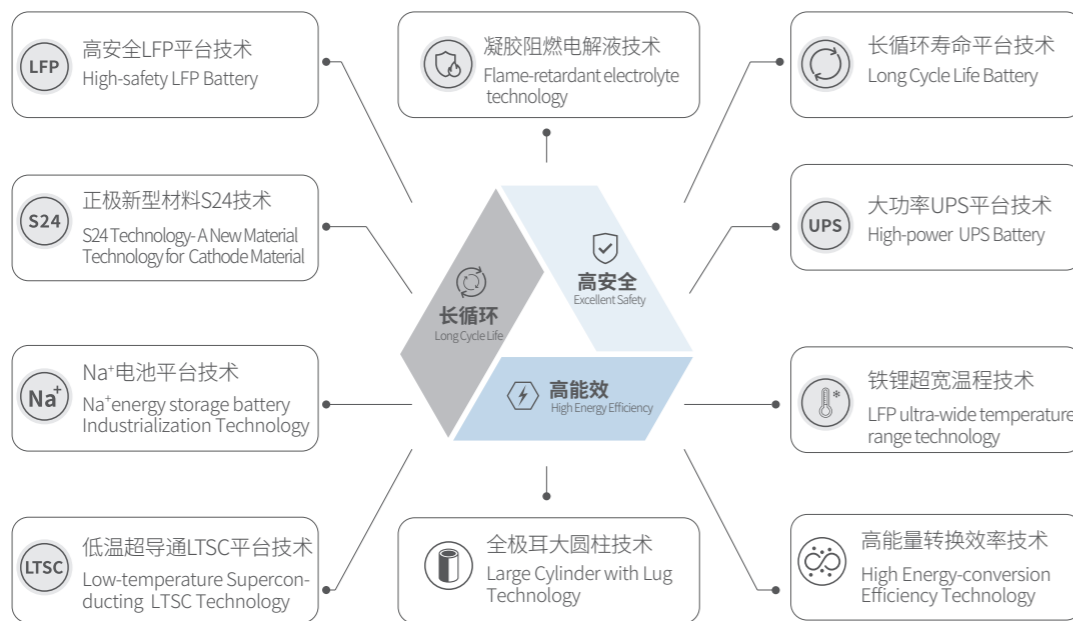 LFP
高安全LFP平台技术
High-safety LFP Battery
凝胶阻燃电解液技术
Flame-retardant electrolyte
technology
长循环寿命平台技术
Long Cycle Life Battery
S24
正极新型材料S24技术
S24 Technology- A New Material
Technology for Cathode Material
UPS
大功率UPS平台技术
High-power UPS Battery
高安全
Excellent Safety
长循环
Long Cycle Life
高能效
High Energy Efficiency
Na⁺
Na⁺电池平台技术
Na⁺energy storage battery
Industrialization Technology
铁锂超宽温程技术
LFP ultra-wide temperature
range technology
LTSC
低温超导通LTSC平台技术
Low-temperature Supercon-
ducting LTSC Technology
全极耳大圆柱技术
Large Cylinder with Lug
Technology
高能量转换效率技术
High Energy-conversion
Efficiency Technology